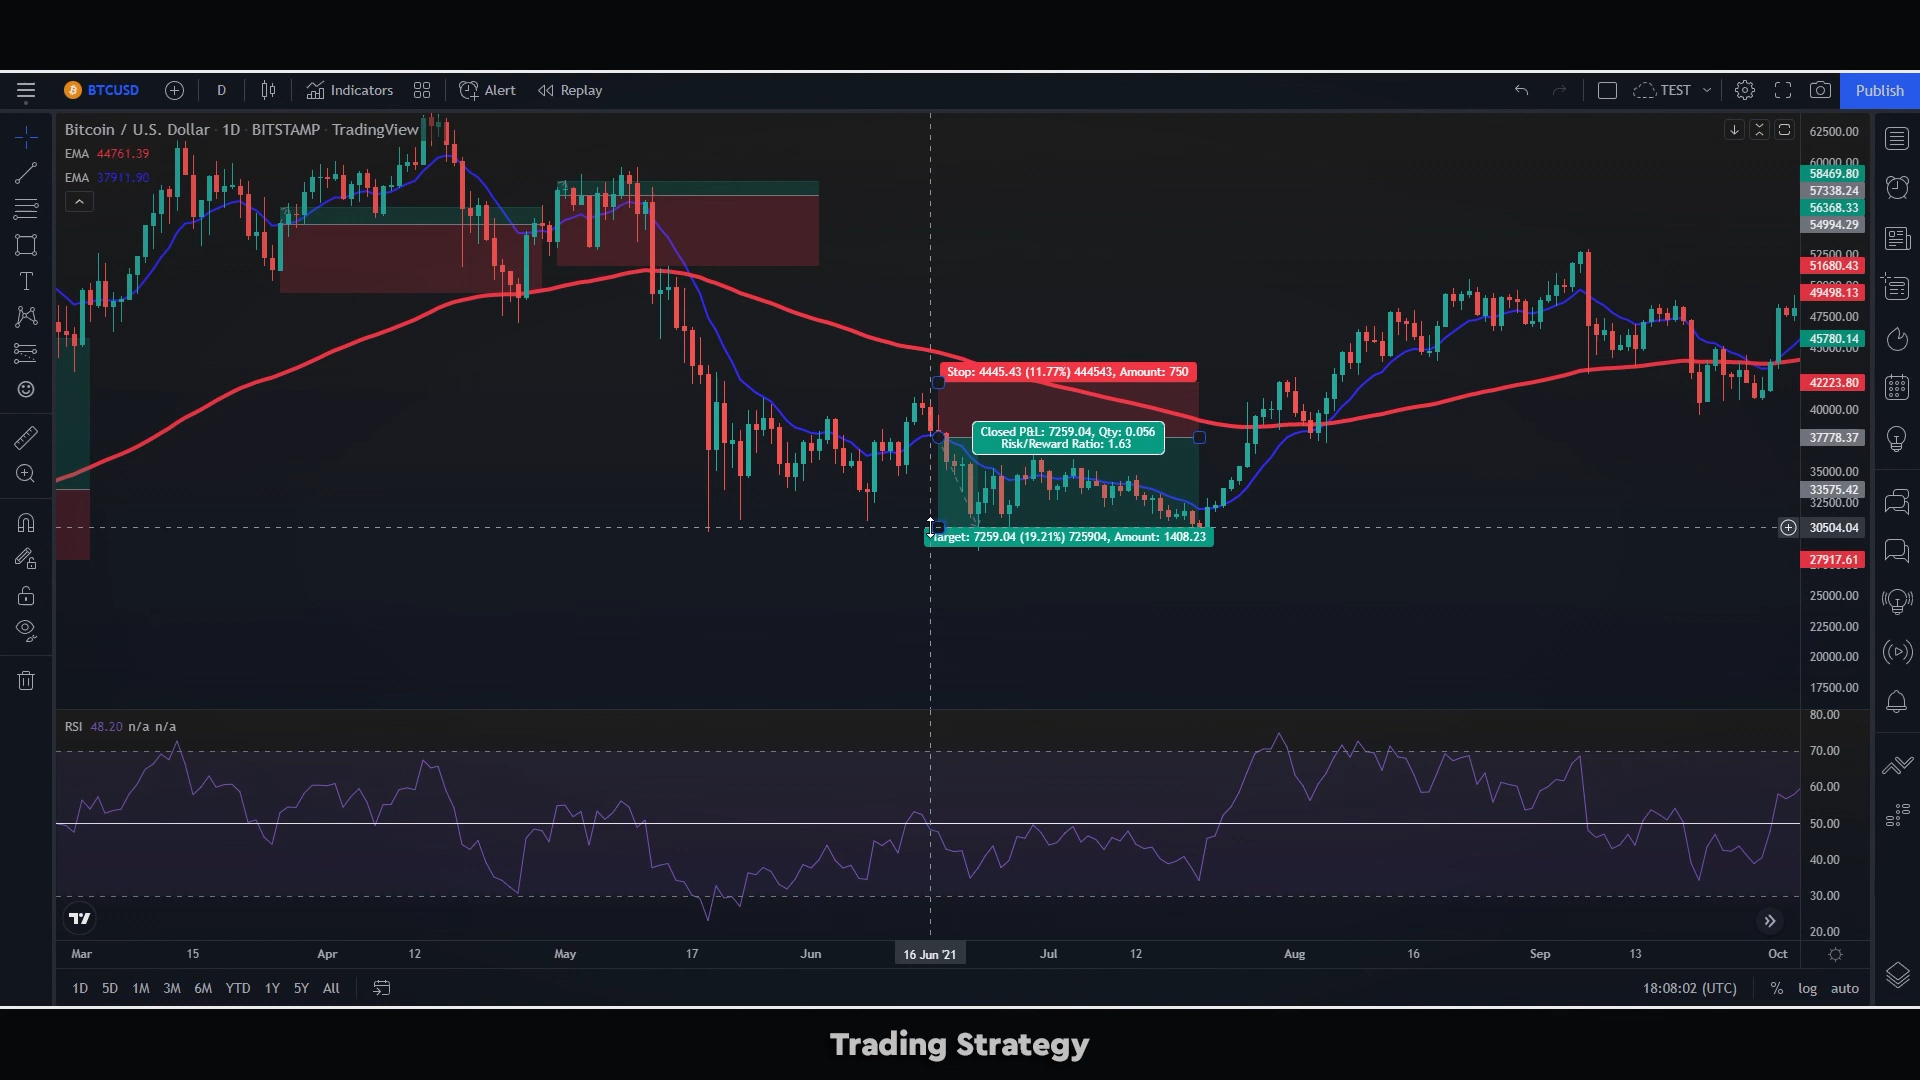 BTCUSD D Indicators Alert Replay TEST Publish
Bitcoin / U.S. Dollar · 1D · BITSTAMP · TradingView
EMA 44761.39
EMA 37911.90
62500.00
60000.00
58469.80
57338.24
56368.33
54994.29
52500.00
51680.43
49498.13
47500.00
45780.14
45000.00
42223.80
40000.00
37778.37
35000.00
33575.42
32500.00
30504.04
27917.61
25000.00
22500.00
20000.00
17500.00
Stop: 4445.43 (11.77%) 444543, Amount: 750
Closed P&L: 7259.04, Qty: 0.056
Risk/Reward Ratio: 1.63
Target: 7259.04 (19.21%) 725904, Amount: 1408.23
RSI 48.20 n/a n/a
80.00
70.00
60.00
50.00
40.00
30.00
20.00
Mar 15 Apr 12 May 17 Jun 16 Jun '21 Jul 12 Aug 16 Sep 13 Oct
1D 5D 1M 3M 6M YTD 1Y 5Y All 18:08:02 (UTC) % log auto
Trading Strategy